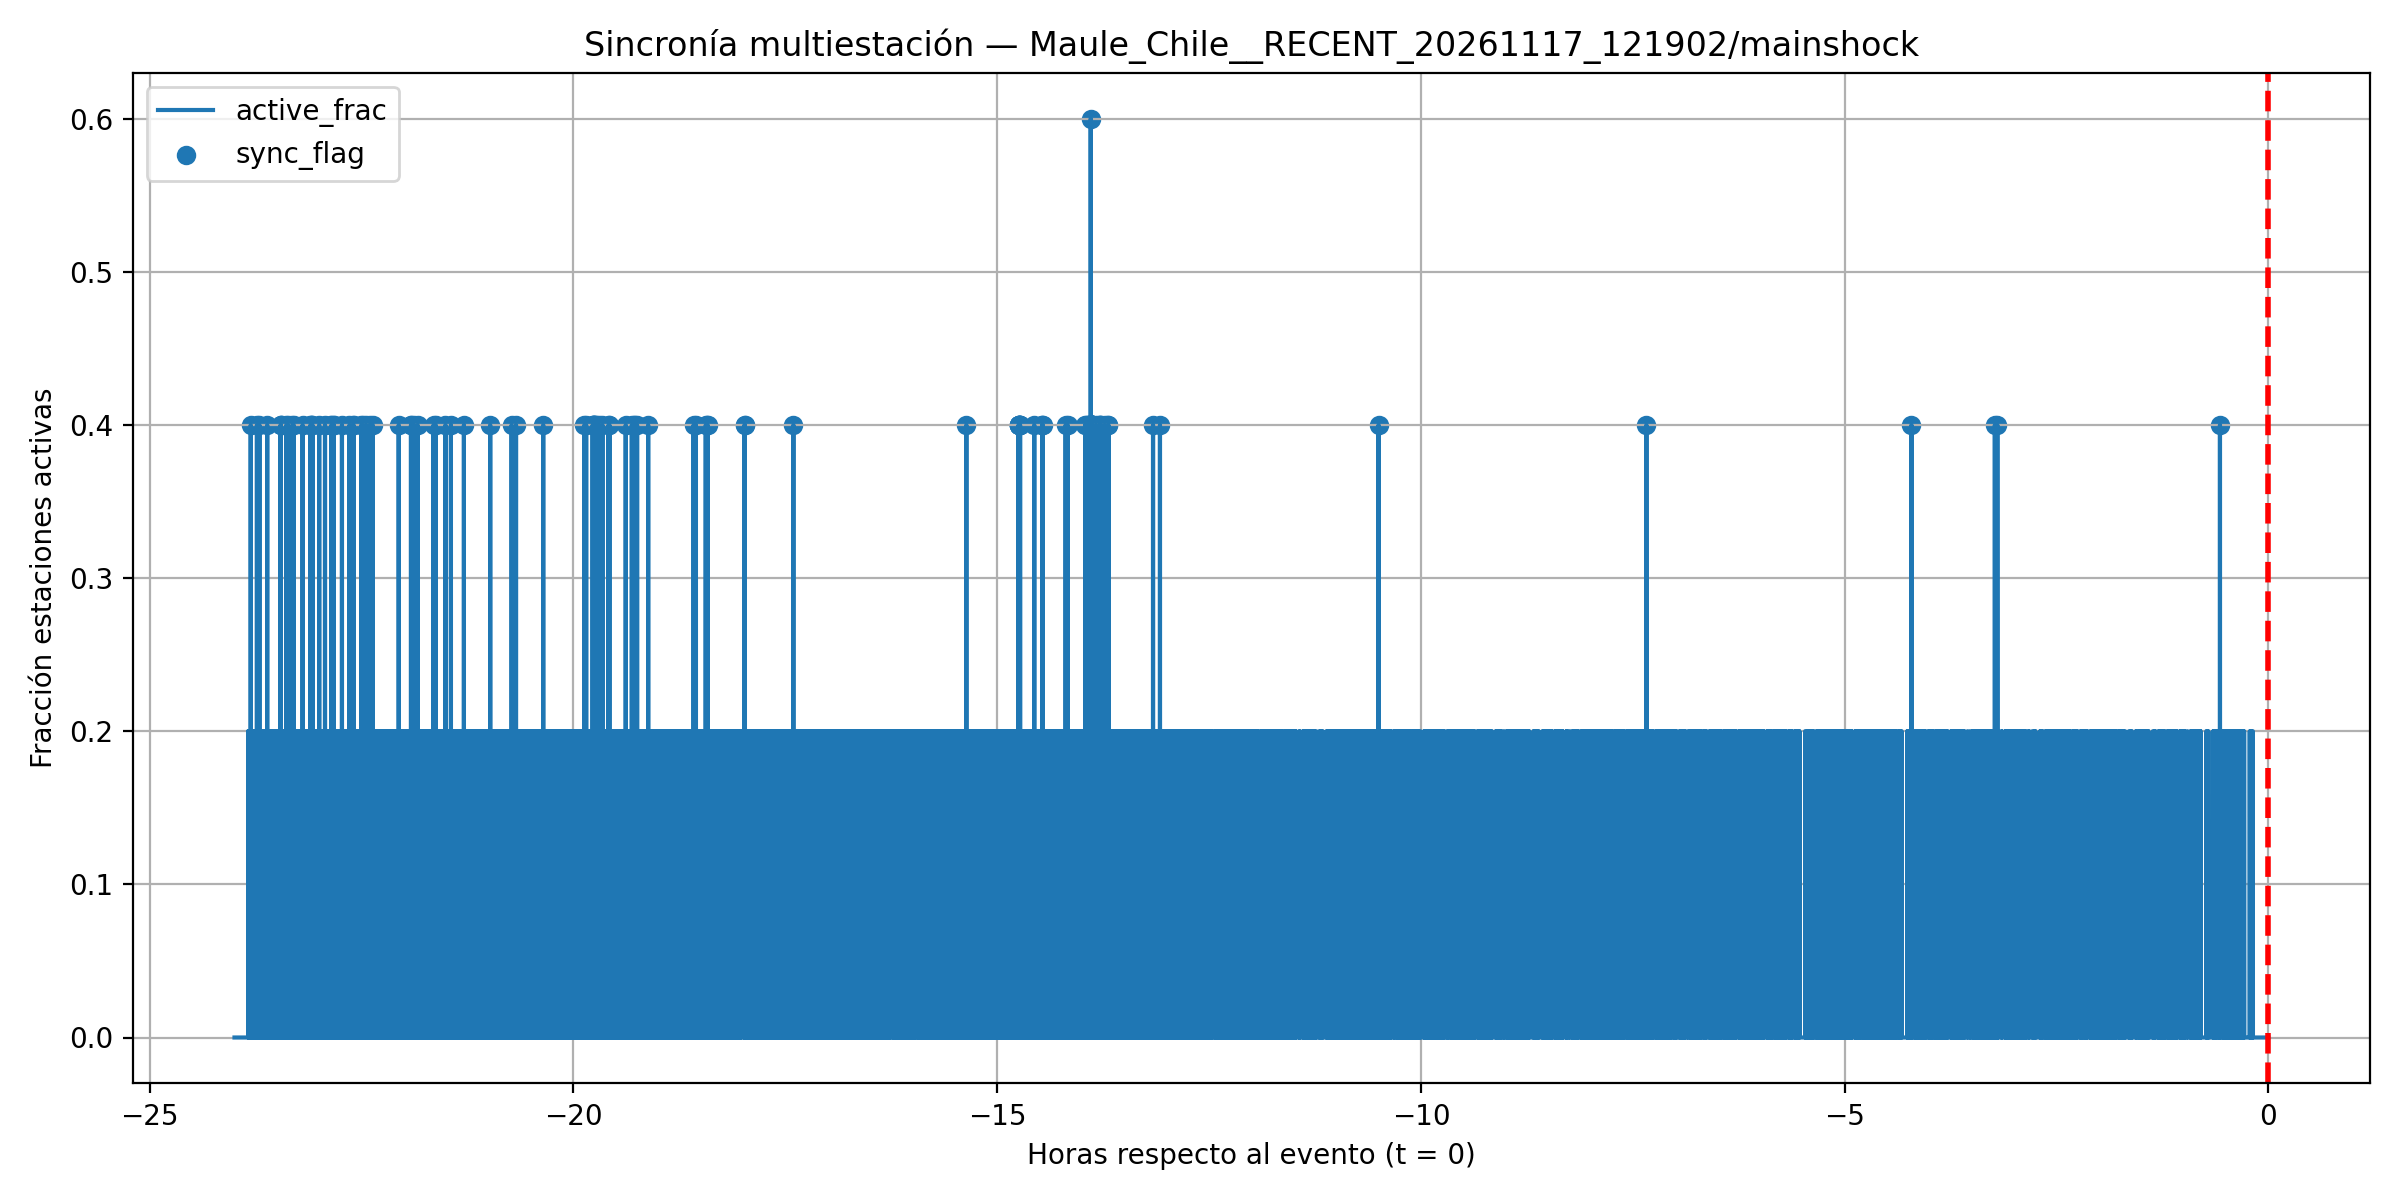 Sincronía multiestación — Maule_Chile__RECENT_20261117_121902/mainshock
active_frac
sync_flag
Fracción estaciones activas
0.6
0.5
0.4
0.3
0.2
0.1
0.0
−25 −20 −15 −10 −5 0
Horas respecto al evento (t = 0)